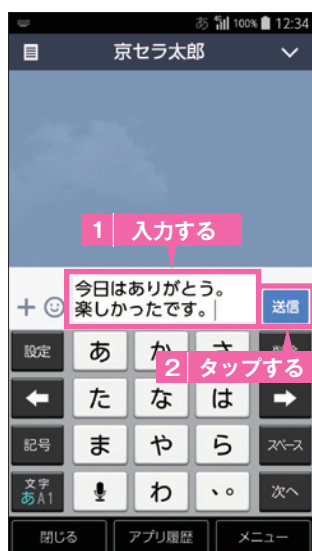 あ 100% 12:34
京セラ太郎
1 入力する
今日はありがとう。
楽しかったです。
送信
2 タップする
設定 あ か さ
た な は
記号 ま や ら スペース
文字
あA1 わ 、。 次へ
閉じる アプリ履歴 メニュー